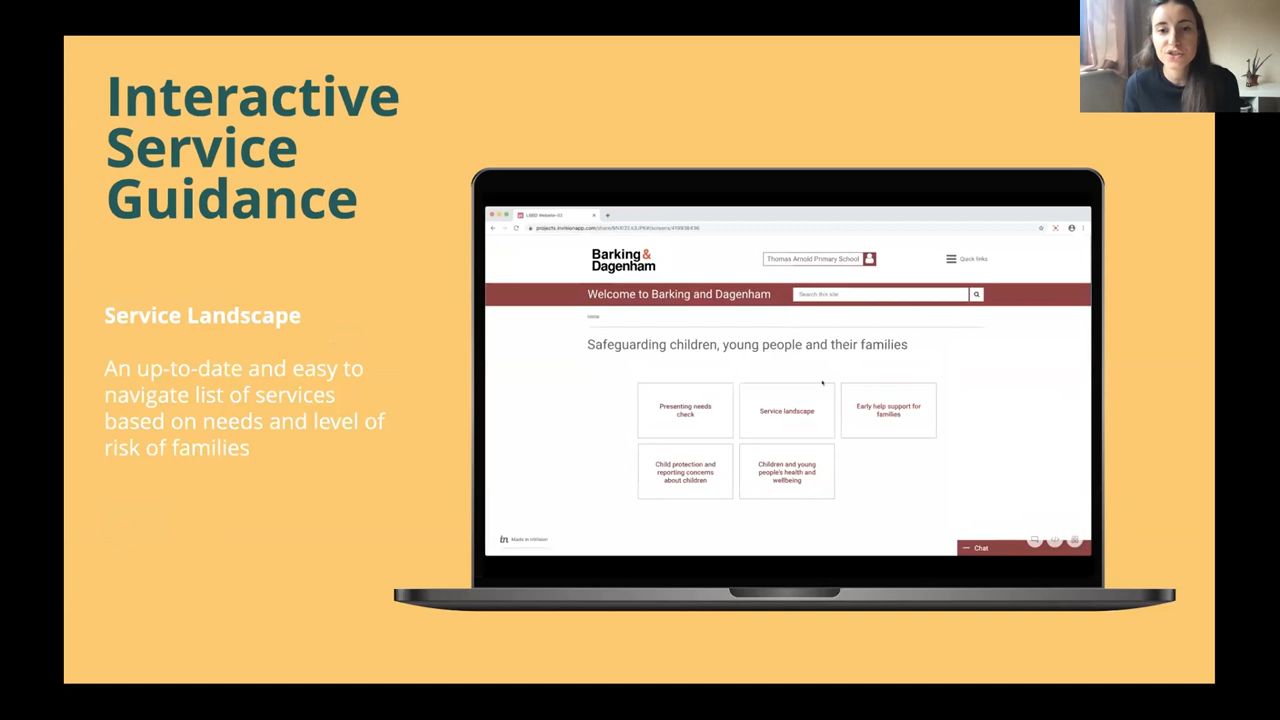 Interactive
Service
Guidance
Service Landscape
An up-to-date and easy to
navigate list of services
based on needs and level of
risk of families
Barking&
Dagenham
Thomas Arnold Primary School
Quick links
Welcome to Barking and Dagenham
Search this site
Home
Safeguarding children, young people and their families
Presenting needs
check
Service landscape
Early help support for
families
Child protection and
reporting concerns
about children
Children and young
people's health and
wellbeing
in Made in InVision
Chat